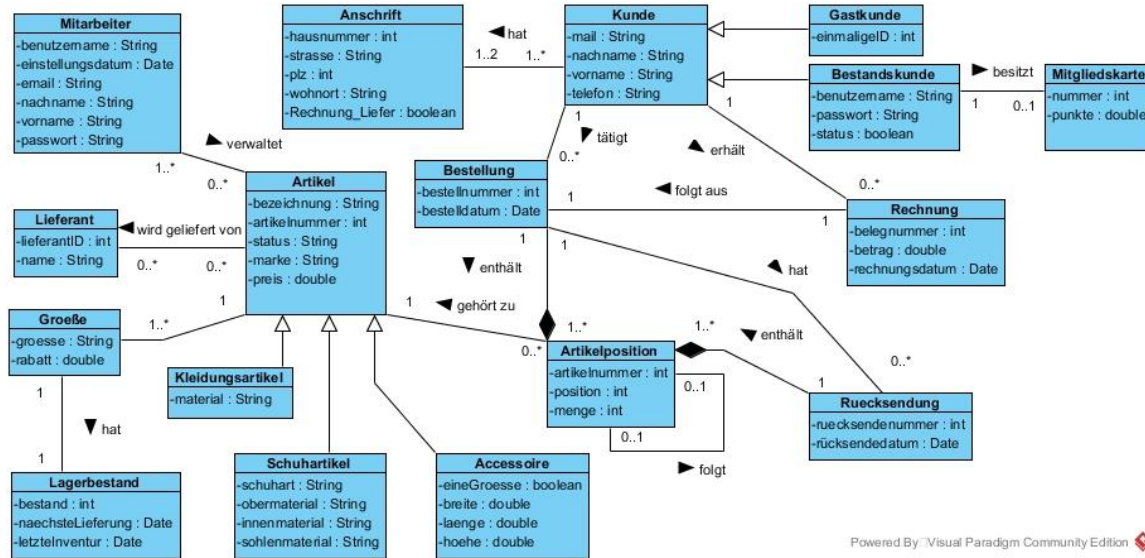 Mitarbeiter
-benutzername : String
-einstellungsdatum : Date
-email : String
-nachname : String
-vorname : String
-passwort : String
Anschrift
-hausnummer : int
-strasse : String
-plz : int
-wohnort : String
-Rechnung_Liefer : boolean
hat
1..2
1..*
Kunde
-mail : String
-nachname : String
-vorname : String
-telefon : String
Gastkunde
-einmaligeID : int
Bestandskunde
-benutzername : String
-passwort : String
-status : boolean
besitzt
1
0..1
Mitgliedskarte
-nummer : int
-punkte : double
verwaltet
1..*
0..*
1
tätigt
0..*
1
erhält
0..*
Artikel
-bezeichnung : String
-artikelnummer : int
-status : String
-marke : String
-preis : double
Bestellung
-bestellnummer : int
-bestelldatum : Date
folgt aus
1
1
Rechnung
-belegnummer : int
-betrag : double
-rechnungsdatum : Date
Lieferant
-lieferantID : int
-name : String
wird geliefert von
0..*
0..*
1
enthält
1..*
1
hat
0..*
Groeße
-groesse : String
-rabatt : double
1..*
1
1
gehört zu
0..*
Artikelposition
-artikelnummer : int
-position : int
-menge : int
1..*
enthält
1
0..1
0..1
folgt
Ruecksendung
-ruecksendenummer : int
-rücksendedatum : Date
Kleidungsartikel
-material : String
1
hat
1
Lagerbestand
-bestand : int
-naechsteLieferung : Date
-letzteInventur : Date
Schuhartikel
-schuhart : String
-obermaterial : String
-innenmaterial : String
-sohlenmaterial : String
Accessoire
-eineGroesse : boolean
-breite : double
-laenge : double
-hoehe : double
Powered By Visual Paradigm Community Edition